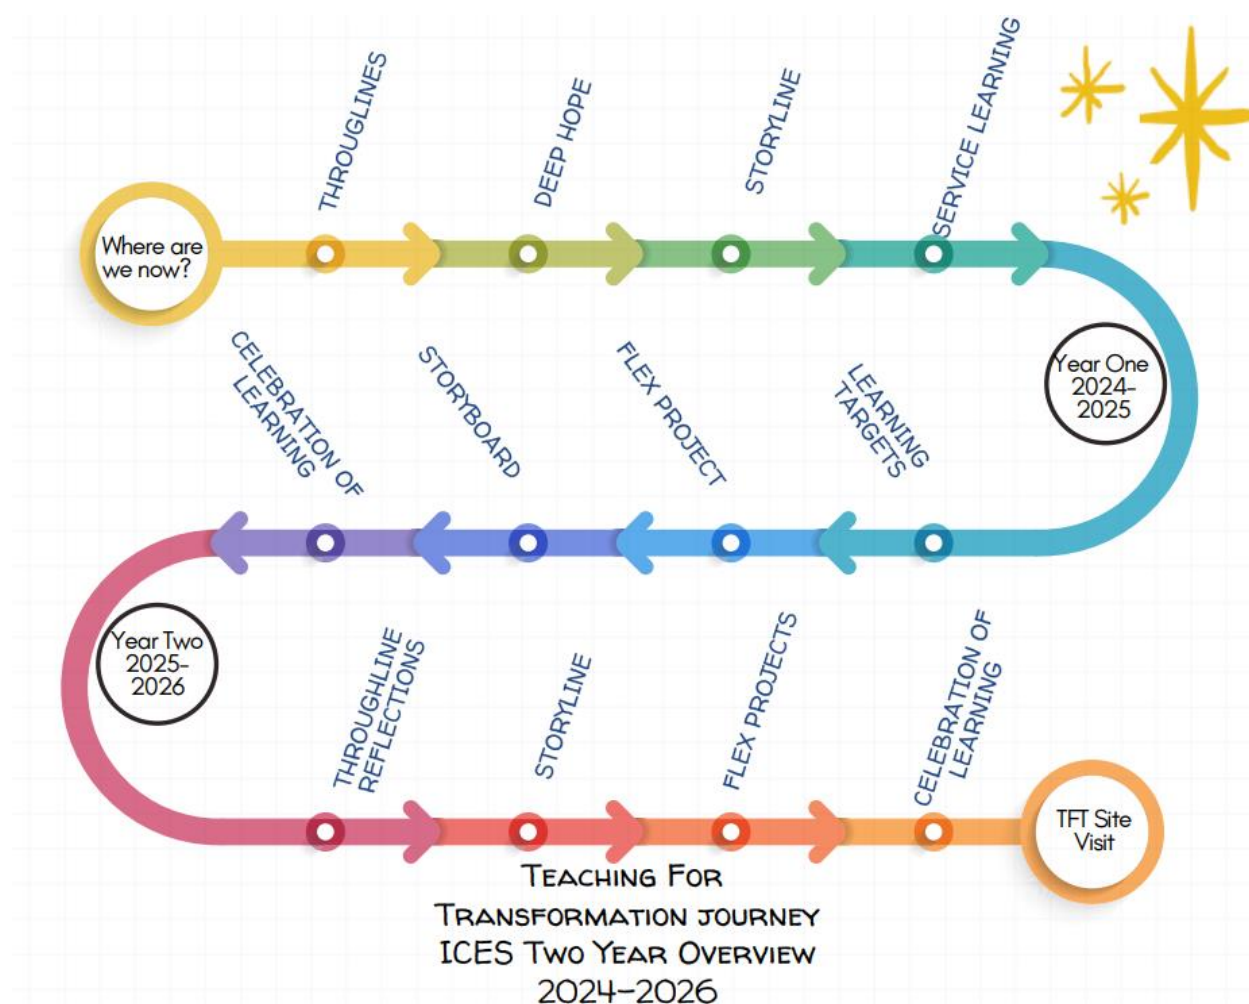 Where are
we now?
THROUGLINES
DEEP HOPE
STORYLINE
SERVICE LEARNING
Year One
2024-
2025
LEARNING
TARGETS
FLEX PROJECT
STORYBOARD
CELEBRATION OF
LEARNING
Year Two
2025-
2026
THROUGHLINE
REFLECTIONS
STORYLINE
FLEX PROJECTS
CELEBRATION OF
LEARNING
TFT Site
Visit
TEACHING FOR
TRANSFORMATION JOURNEY
ICES TWO YEAR OVERVIEW
2024-2026